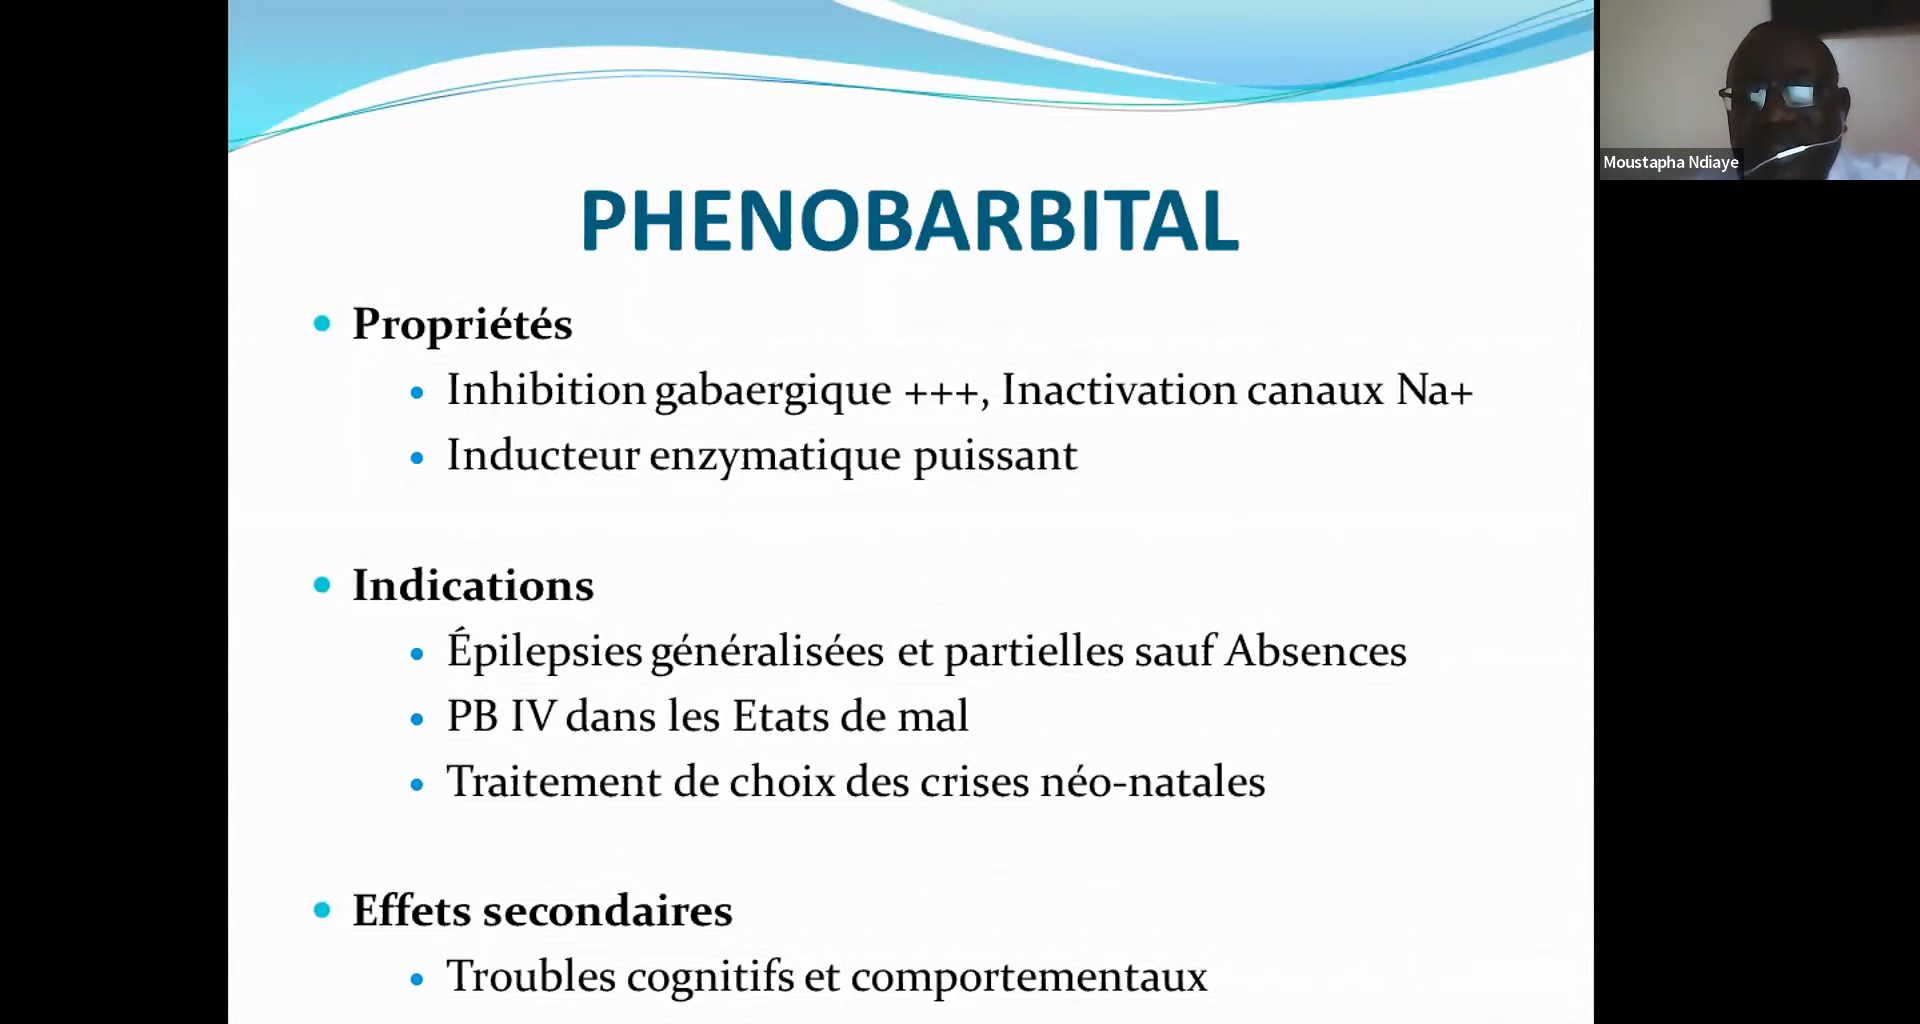 Moustapha Ndiaye
PHENOBARBITAL
• Propriétés
• Inhibition gabaergique +++, Inactivation canaux Na+
• Inducteur enzymatique puissant
• Indications
• Épilepsies généralisées et partielles sauf Absences
• PB IV dans les Etats de mal
• Traitement de choix des crises néo-natales
• Effets secondaires
• Troubles cognitifs et comportementaux